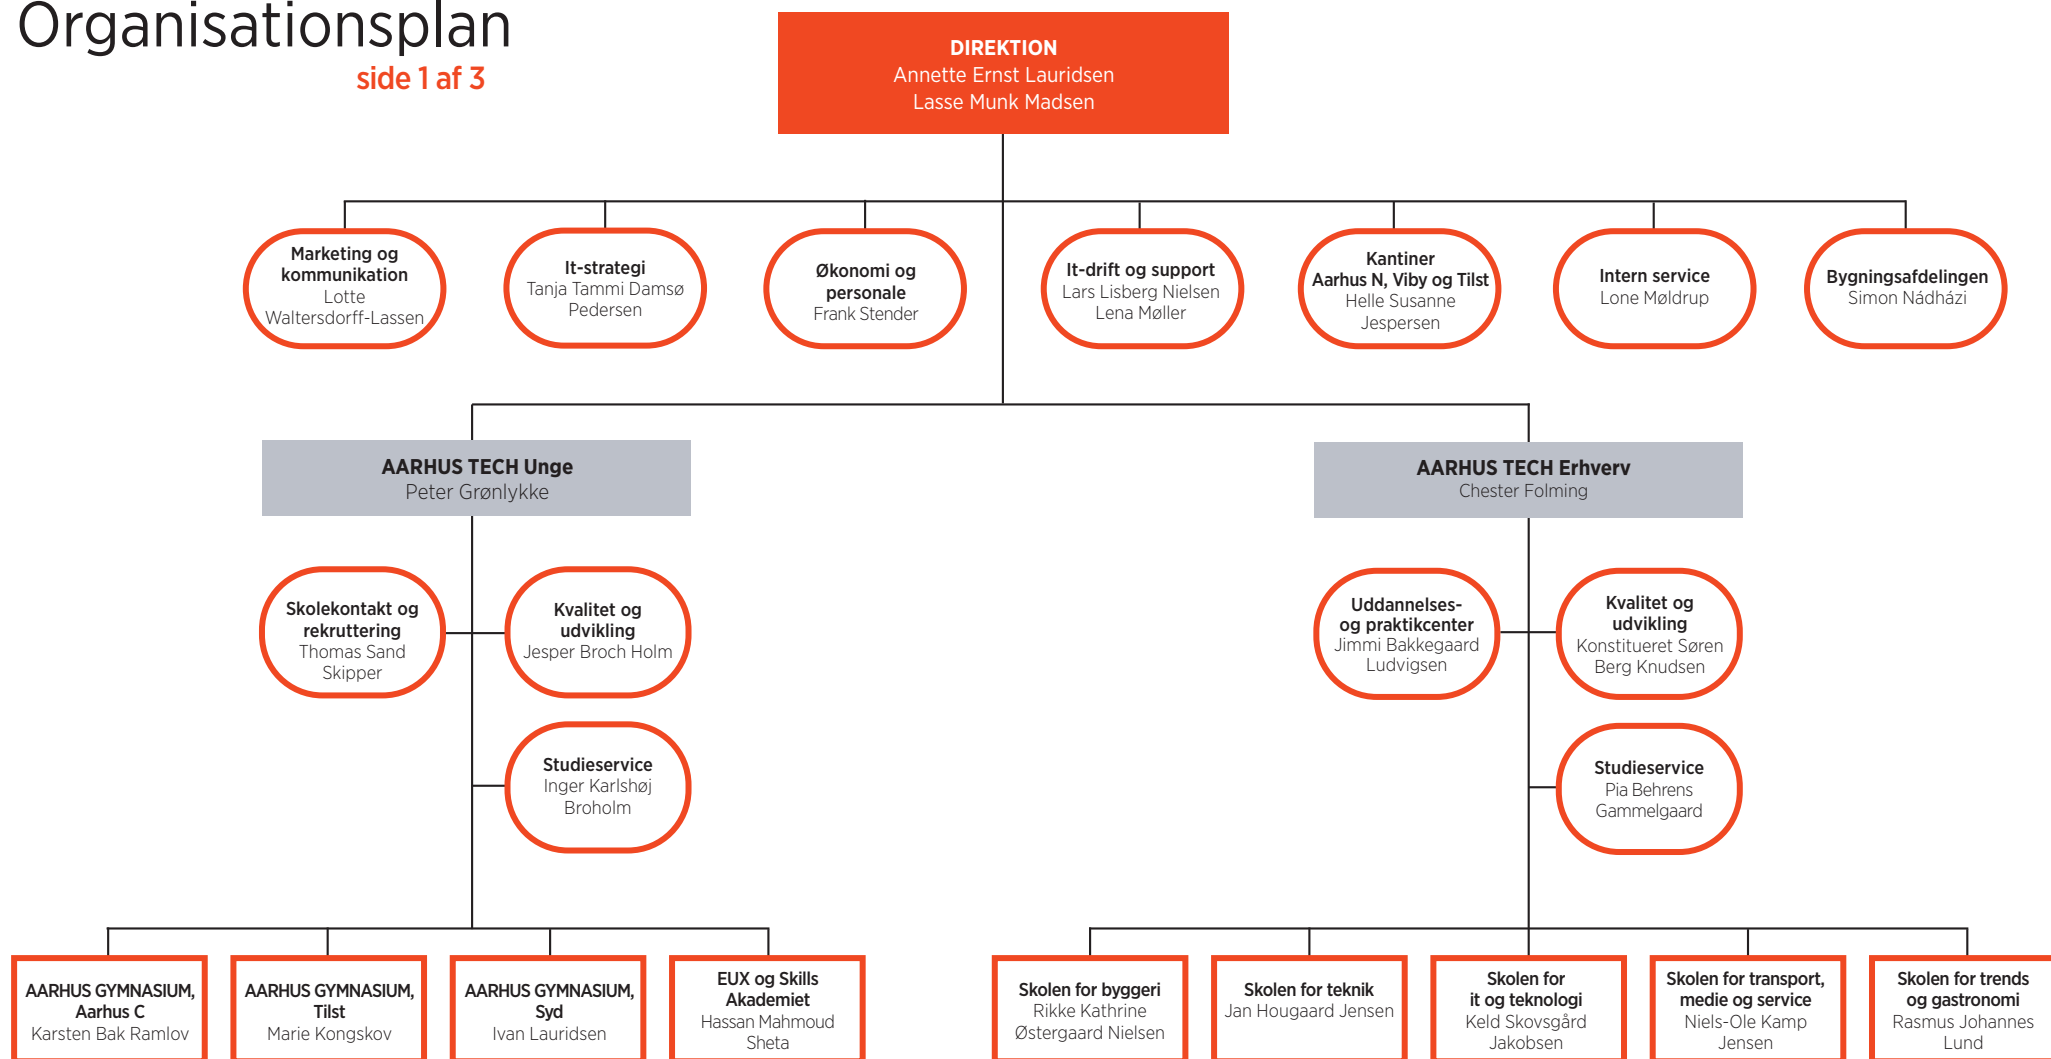 Organisationsplan
side 1 af 3
DIREKTION
Annette Ernst Lauridsen
Lasse Munk Madsen
Marketing og
kommunikation
Lotte
Waltersdorff-Lassen
It-strategi
Tanja Tammi Damsø
Pedersen
Økonomi og
personale
Frank Stender
It-drift og support
Lars Lisberg Nielsen
Lena Møller
Kantiner
Aarhus N, Viby og Tilst
Helle Susanne
Jespersen
Intern service
Lone Møldrup
Bygningsafdelingen
Simon Nádházi
AARHUS TECH Unge
Peter Grønlykke
AARHUS TECH Erhverv
Chester Folming
Skolekontakt og
rekruttering
Thomas Sand
Skipper
Kvalitet og
udvikling
Jesper Broch Holm
Uddannelses-
og praktikcenter
Jimmi Bakkegaard
Ludvigsen
Kvalitet og
udvikling
Konstitueret Søren
Berg Knudsen
Studieservice
Inger Karlshøj
Broholm
Studieservice
Pia Behrens
Gammelgaard
AARHUS GYMNASIUM,
Aarhus C
Karsten Bak Ramlov
AARHUS GYMNASIUM,
Tilst
Marie Kongskov
AARHUS GYMNASIUM,
Syd
Ivan Lauridsen
EUX og Skills
Akademiet
Hassan Mahmoud
Sheta
Skolen for byggeri
Rikke Kathrine
Østergaard Nielsen
Skolen for teknik
Jan Hougaard Jensen
Skolen for
it og teknologi
Keld Skovsgård
Jakobsen
Skolen for transport,
medie og service
Niels-Ole Kamp
Jensen
Skolen for trends
og gastronomi
Rasmus Johannes
Lund